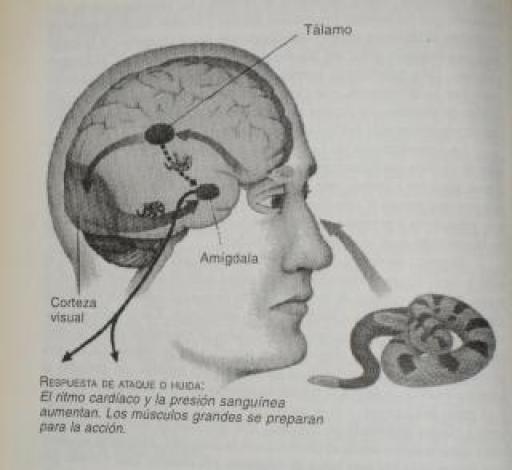 Tálamo
Amígdala
Corteza
visual
RESPUESTA DE ATAQUE O HUIDA:
El ritmo cardíaco y la presión sanguínea
aumentan. Los músculos grandes se preparan
para la acción.